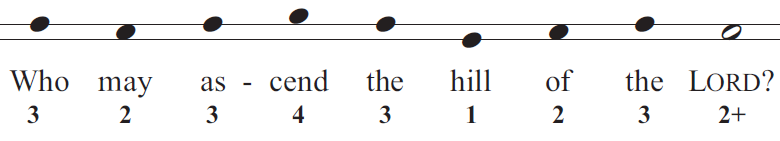 Who may as - cend the hill of the LORD?
3 2 3 4 3 1 2 3 2+